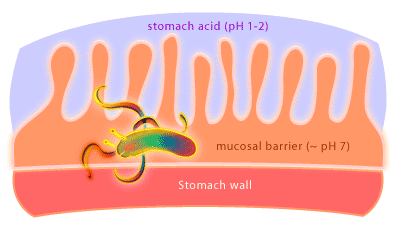 stomach acid (pH 1-2)
mucosal barrier (~ pH 7)
Stomach wall